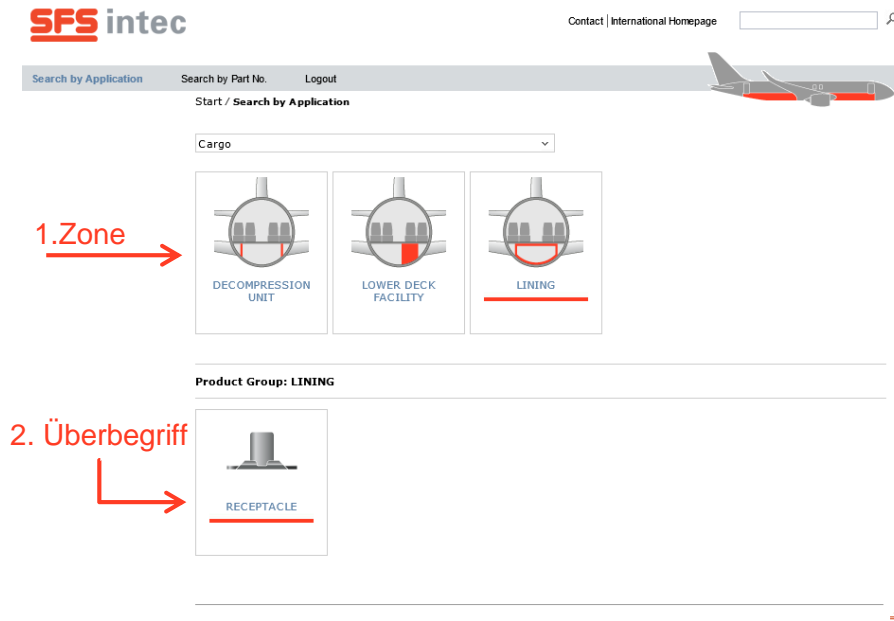 SFS intec
Contact | International Homepage
Search by Application Search by Part No. Logout
Start / Search by Application
Cargo
1.Zone
DECOMPRESSION
UNIT
LOWER DECK
FACILITY
LINING
Product Group: LINING
2. Überbegriff
RECEPTACLE